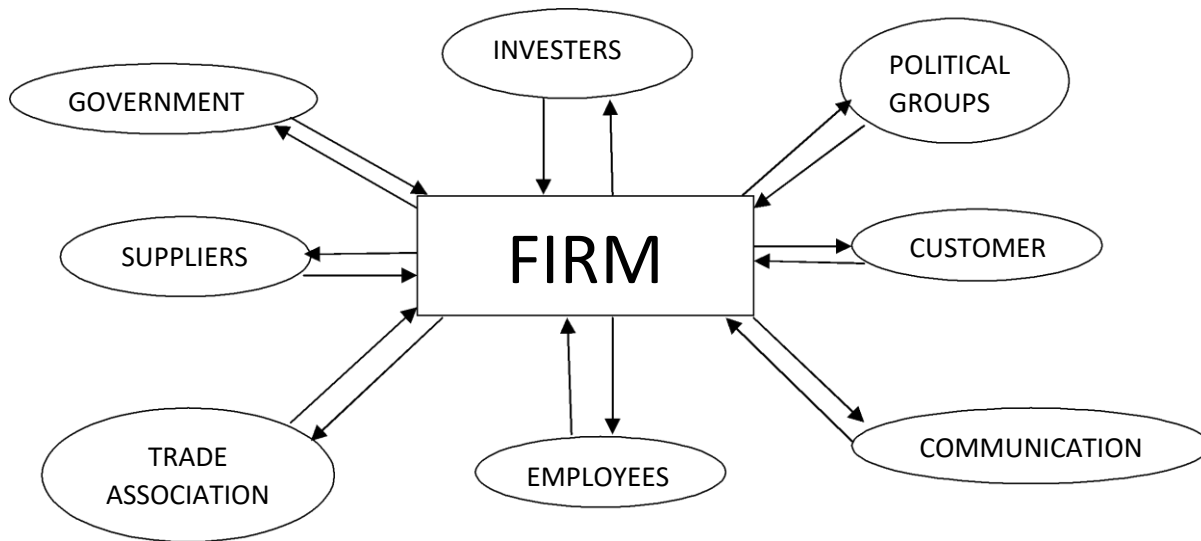 INVESTERS
POLITICAL
GROUPS
GOVERNMENT
SUPPLIERS
FIRM
CUSTOMER
TRADE
ASSOCIATION
EMPLOYEES
COMMUNICATION